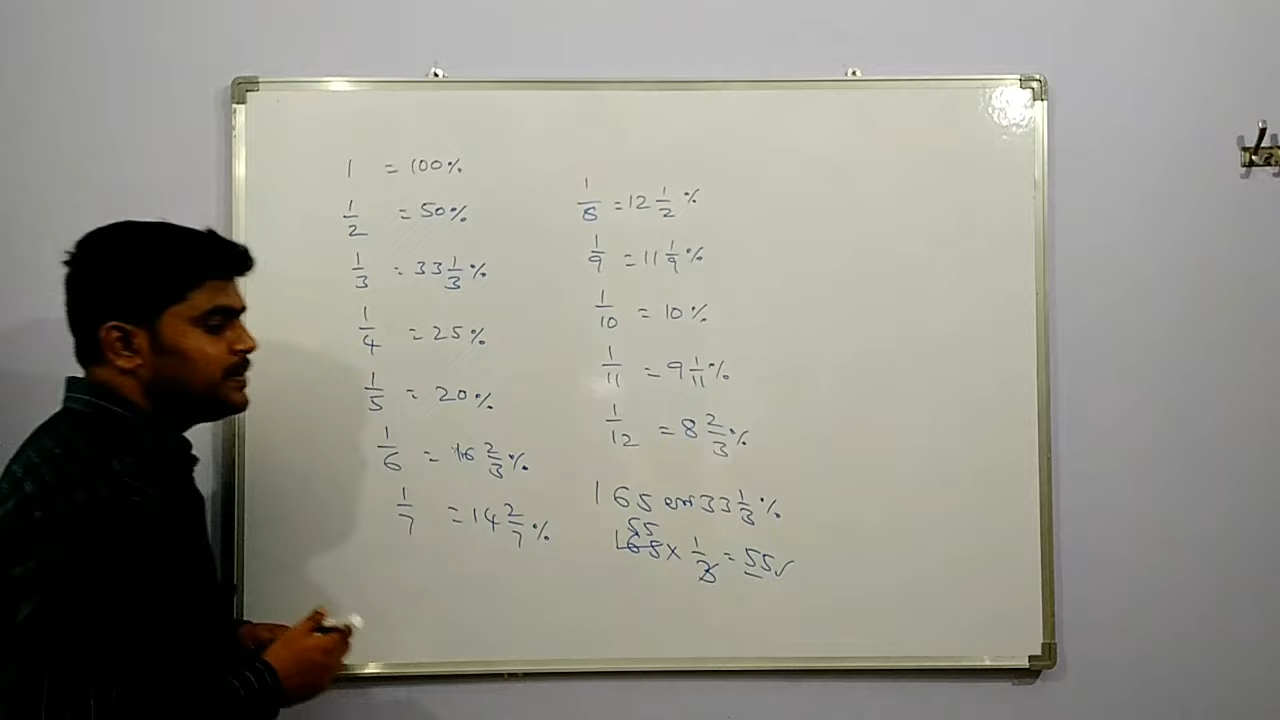 1 = 100%
1/2 = 50%
1/3 = 33 1/3 %
1/4 = 25%
1/5 = 20%
1/6 = 16 2/3 %
1/7 = 14 2/7 %
1/8 = 12 1/2 %
1/9 = 11 1/9 %
1/10 = 10%
1/11 = 9 1/11 %
1/12 = 8 2/3 %
165 33 1/3 %
55
165 × 1/3 = 55